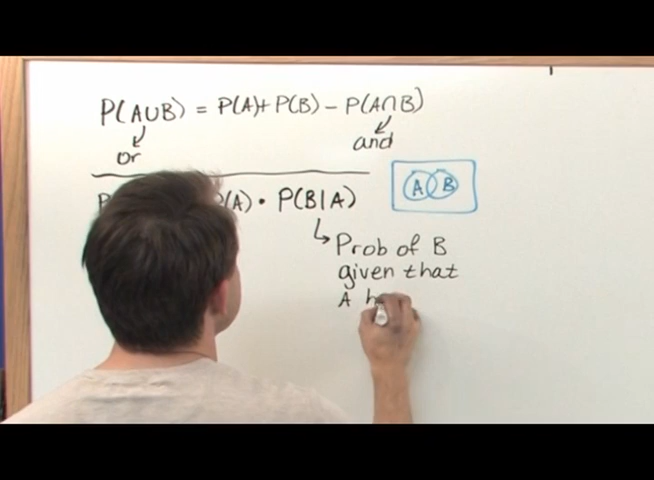 P(A∪B) = P(A)+ P(B) – P(A∩B)
or
and
P(A) • P(B|A)
A B
Prob of B
given that
A h